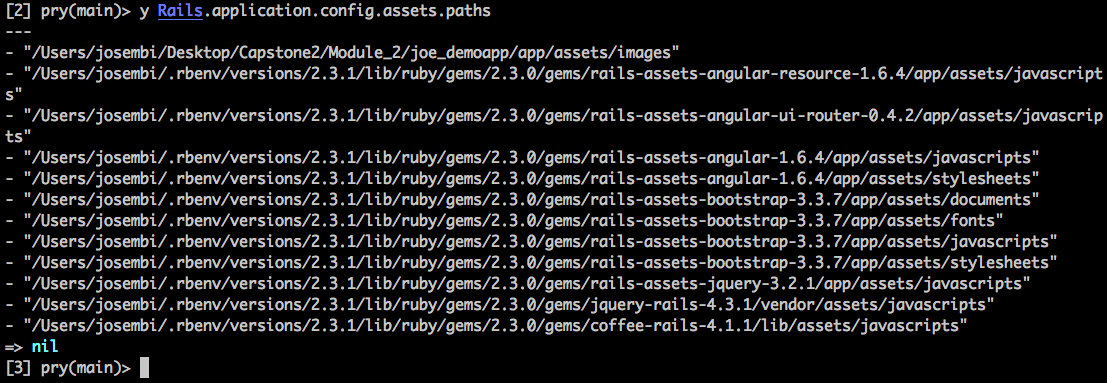 [2] pry(main)> y Rails.application.config.assets.paths
---
- "/Users/josembi/Desktop/Capstone2/Module_2/joe_demoapp/app/assets/images"
- "/Users/josembi/.rbenv/versions/2.3.1/lib/ruby/gems/2.3.0/gems/rails-assets-angular-resource-1.6.4/app/assets/javascript
s"
- "/Users/josembi/.rbenv/versions/2.3.1/lib/ruby/gems/2.3.0/gems/rails-assets-angular-ui-router-0.4.2/app/assets/javascrip
ts"
- "/Users/josembi/.rbenv/versions/2.3.1/lib/ruby/gems/2.3.0/gems/rails-assets-angular-1.6.4/app/assets/javascripts"
- "/Users/josembi/.rbenv/versions/2.3.1/lib/ruby/gems/2.3.0/gems/rails-assets-angular-1.6.4/app/assets/stylesheets"
- "/Users/josembi/.rbenv/versions/2.3.1/lib/ruby/gems/2.3.0/gems/rails-assets-bootstrap-3.3.7/app/assets/documents"
- "/Users/josembi/.rbenv/versions/2.3.1/lib/ruby/gems/2.3.0/gems/rails-assets-bootstrap-3.3.7/app/assets/fonts"
- "/Users/josembi/.rbenv/versions/2.3.1/lib/ruby/gems/2.3.0/gems/rails-assets-bootstrap-3.3.7/app/assets/javascripts"
- "/Users/josembi/.rbenv/versions/2.3.1/lib/ruby/gems/2.3.0/gems/rails-assets-bootstrap-3.3.7/app/assets/stylesheets"
- "/Users/josembi/.rbenv/versions/2.3.1/lib/ruby/gems/2.3.0/gems/rails-assets-jquery-3.2.1/app/assets/javascripts"
- "/Users/josembi/.rbenv/versions/2.3.1/lib/ruby/gems/2.3.0/gems/jquery-rails-4.3.1/vendor/assets/javascripts"
- "/Users/josembi/.rbenv/versions/2.3.1/lib/ruby/gems/2.3.0/gems/coffee-rails-4.1.1/lib/assets/javascripts"
=> nil
[3] pry(main)>